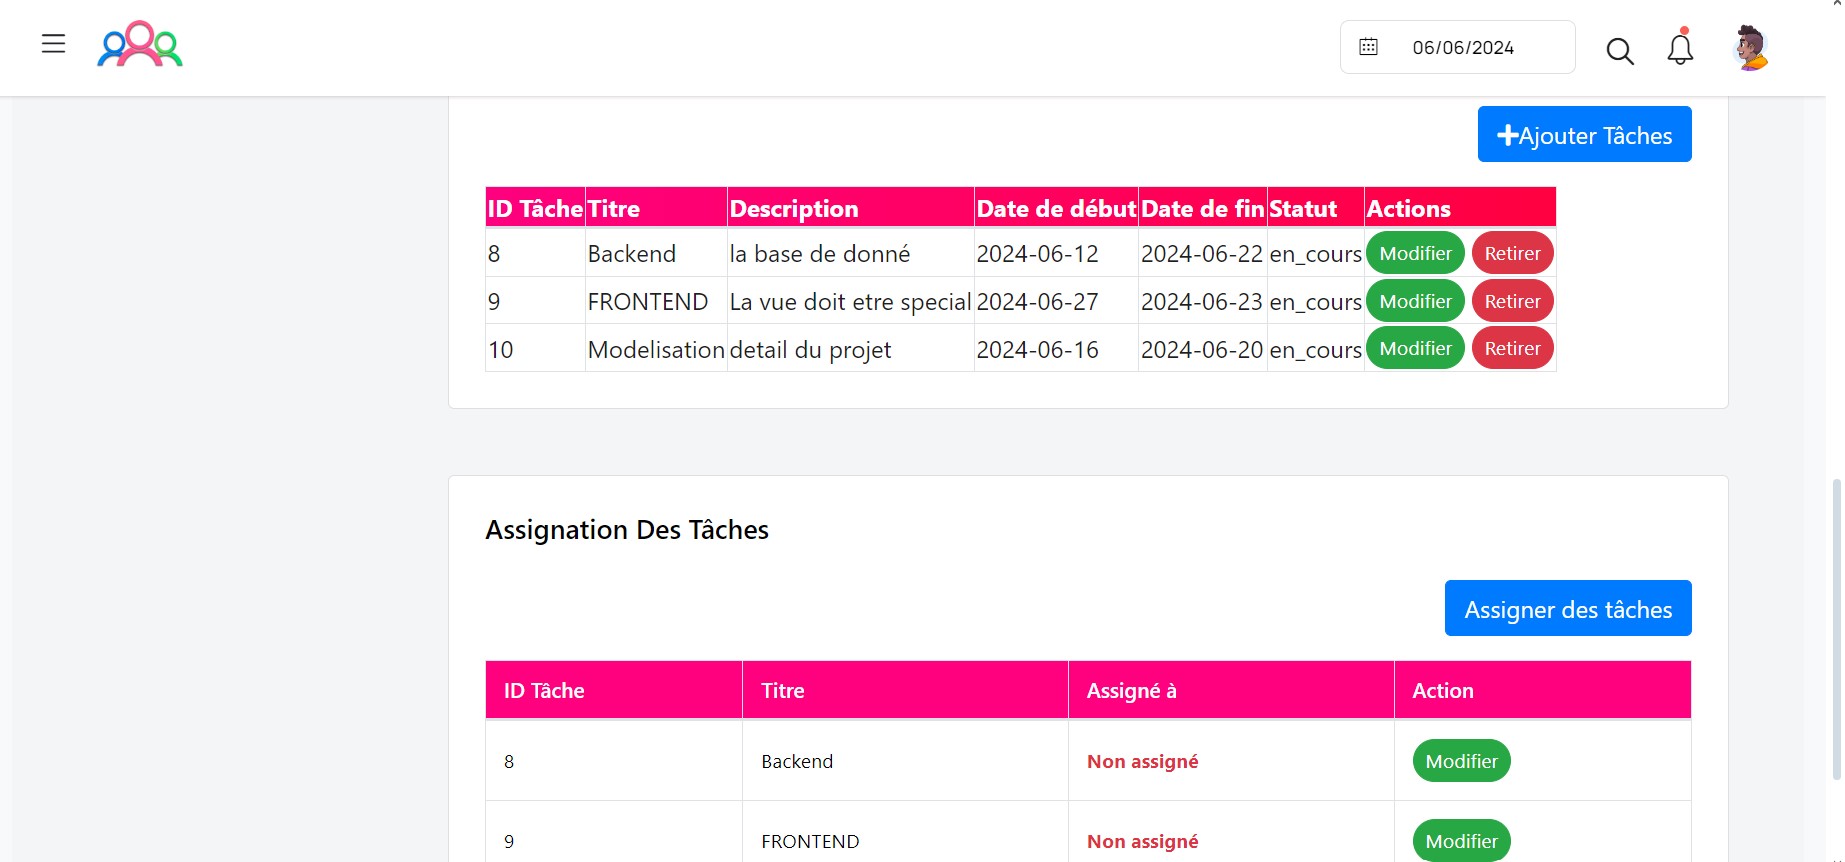 06/06/2024
Ajouter Tâches
ID Tâche Titre Description Date de début Date de fin Statut Actions
8 Backend la base de donné 2024-06-12 2024-06-22 en_cours Modifier Retirer
9 FRONTEND La vue doit etre special 2024-06-27 2024-06-23 en_cours Modifier Retirer
10 Modelisation detail du projet 2024-06-16 2024-06-20 en_cours Modifier Retirer
Assignation Des Tâches
Assigner des tâches
ID Tâche Titre Assigné à Action
8 Backend Non assigné Modifier
9 FRONTEND Non assigné Modifier